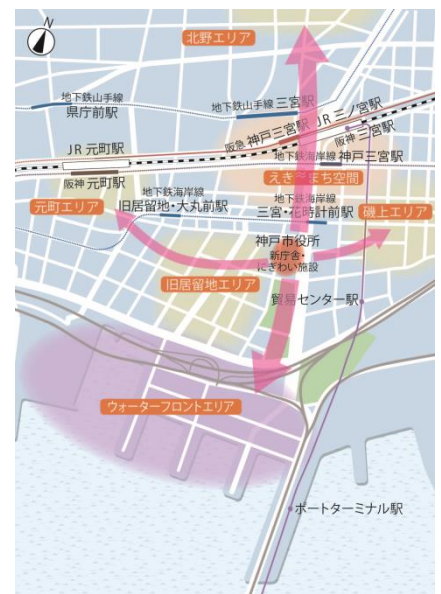 北野エリア
地下鉄山手線 三宮駅
地下鉄山手線
県庁前駅
阪急 神戸三宮駅
JR 三ノ宮駅
阪神 三宮駅
JR 元町駅
地下鉄海岸線 神戸三宮駅
阪神 元町駅
えき まち空間
地下鉄海岸線
旧居留地・大丸前駅
地下鉄海岸線
三宮・花時計前駅
元町エリア
磯上エリア
神戸市役所
新庁舎・
にぎわい施設
旧居留地エリア
貿易センター駅
ウォーターフロントエリア
ポートターミナル駅